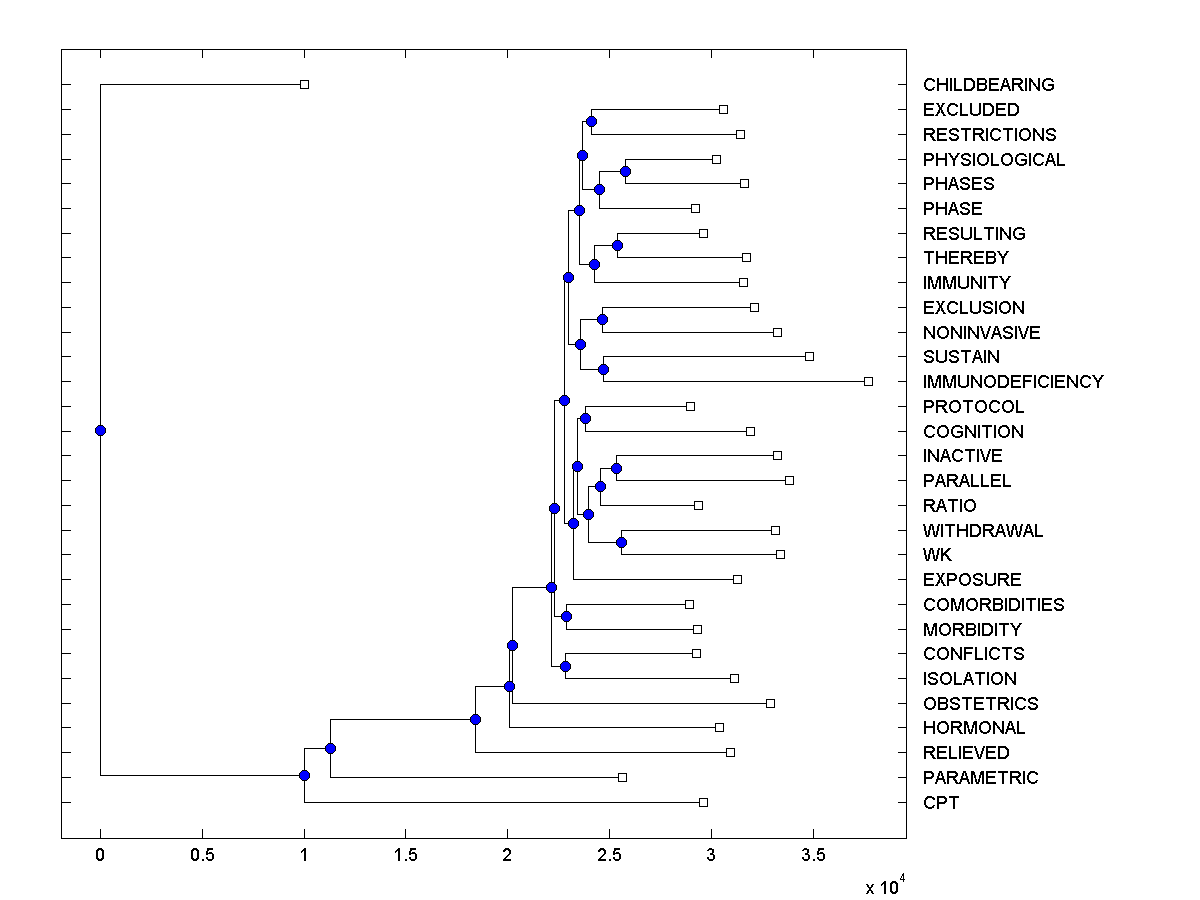 CHILDBEARING
EXCLUDED
RESTRICTIONS
PHYSIOLOGICAL
PHASES
PHASE
RESULTING
THEREBY
IMMUNITY
EXCLUSION
NONINVASIVE
SUSTAIN
IMMUNODEFICIENCY
PROTOCOL
COGNITION
INACTIVE
PARALLEL
RATIO
WITHDRAWAL
WK
EXPOSURE
COMORBIDITIES
MORBIDITY
CONFLICTS
ISOLATION
OBSTETRICS
HORMONAL
RELIEVED
PARAMETRIC
CPT
0 0.5 1 1.5 2 2.5 3 3.5
x 10^4